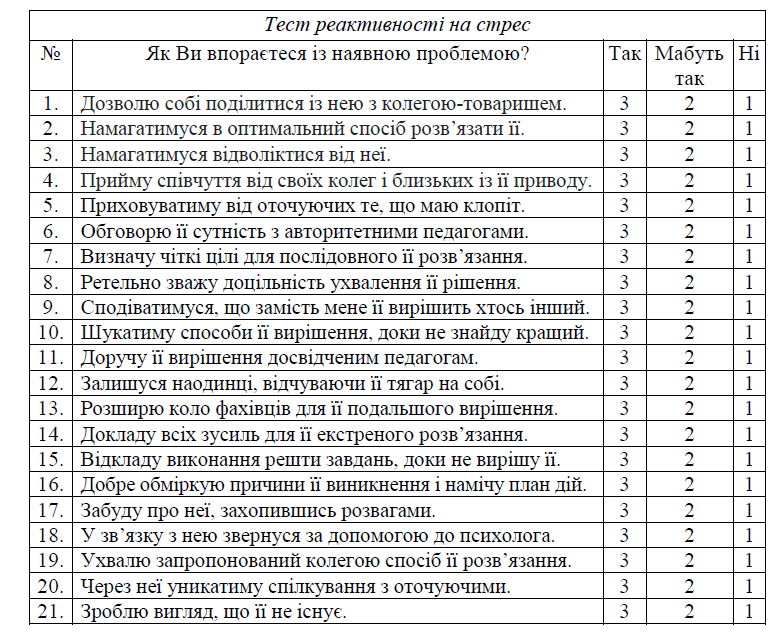 Тест реактивності на стрес
№ Як Ви впораєтеся із наявною проблемою? Так Мабуть так Ні
1. Дозволю собі поділитися із нею з колегою-товаришем. 3 2 1
2. Намагатимуся в оптимальний спосіб розв’язати її. 3 2 1
3. Намагатимуся відволіктися від неї. 3 2 1
4. Прийму співчуття від своїх колег і близьких із її приводу. 3 2 1
5. Приховуватиму від оточуючих те, що маю клопіт. 3 2 1
6. Обговорю її сутність з авторитетними педагогами. 3 2 1
7. Визначу чіткі цілі для послідовного її розв’язання. 3 2 1
8. Ретельно зважу доцільність ухвалення її рішення. 3 2 1
9. Сподіватимуся, що замість мене її вирішить хтось інший. 3 2 1
10. Шукатиму способи її вирішення, доки не знайду кращий. 3 2 1
11. Доручу її вирішення досвідченим педагогам. 3 2 1
12. Залишуся наодинці, відчуваючи її тягар на собі. 3 2 1
13. Розширю коло фахівців для її подальшого вирішення. 3 2 1
14. Докладу всіх зусиль для її екстреного розв’язання. 3 2 1
15. Відкладу виконання решти завдань, доки не вирішу її. 3 2 1
16. Добре обміркую причини її виникнення і намічу план дій. 3 2 1
17. Забуду про неї, захопившись розвагами. 3 2 1
18. У зв’язку з нею звернуся за допомогою до психолога. 3 2 1
19. Ухвалю запропонований колегою спосіб її розв’язання. 3 2 1
20. Через неї уникатиму спілкування з оточуючими. 3 2 1
21. Зроблю вигляд, що її не існує. 3 2 1